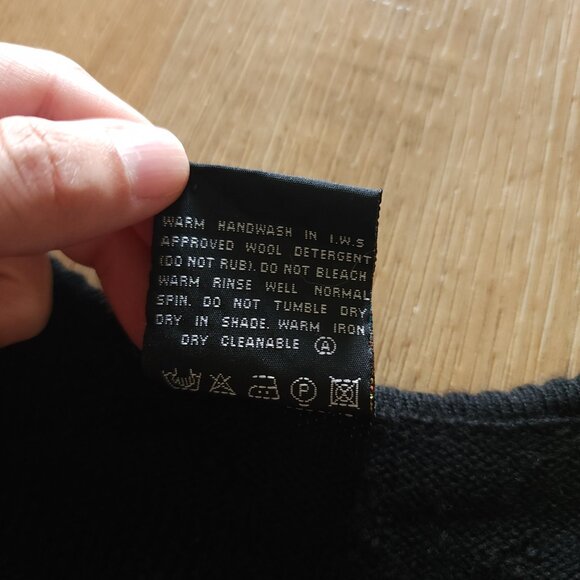 WARM HANDWASH IN I.W.S
APPROVED WOOL DETERGENT
(DO NOT RUB). DO NOT BLEACH
WARM RINSE WELL NORMAL
SPIN. DO NOT TUMBLE DRY
DRY IN SHADE. WARM IRON
DRY CLEANABLE Ⓐ
P